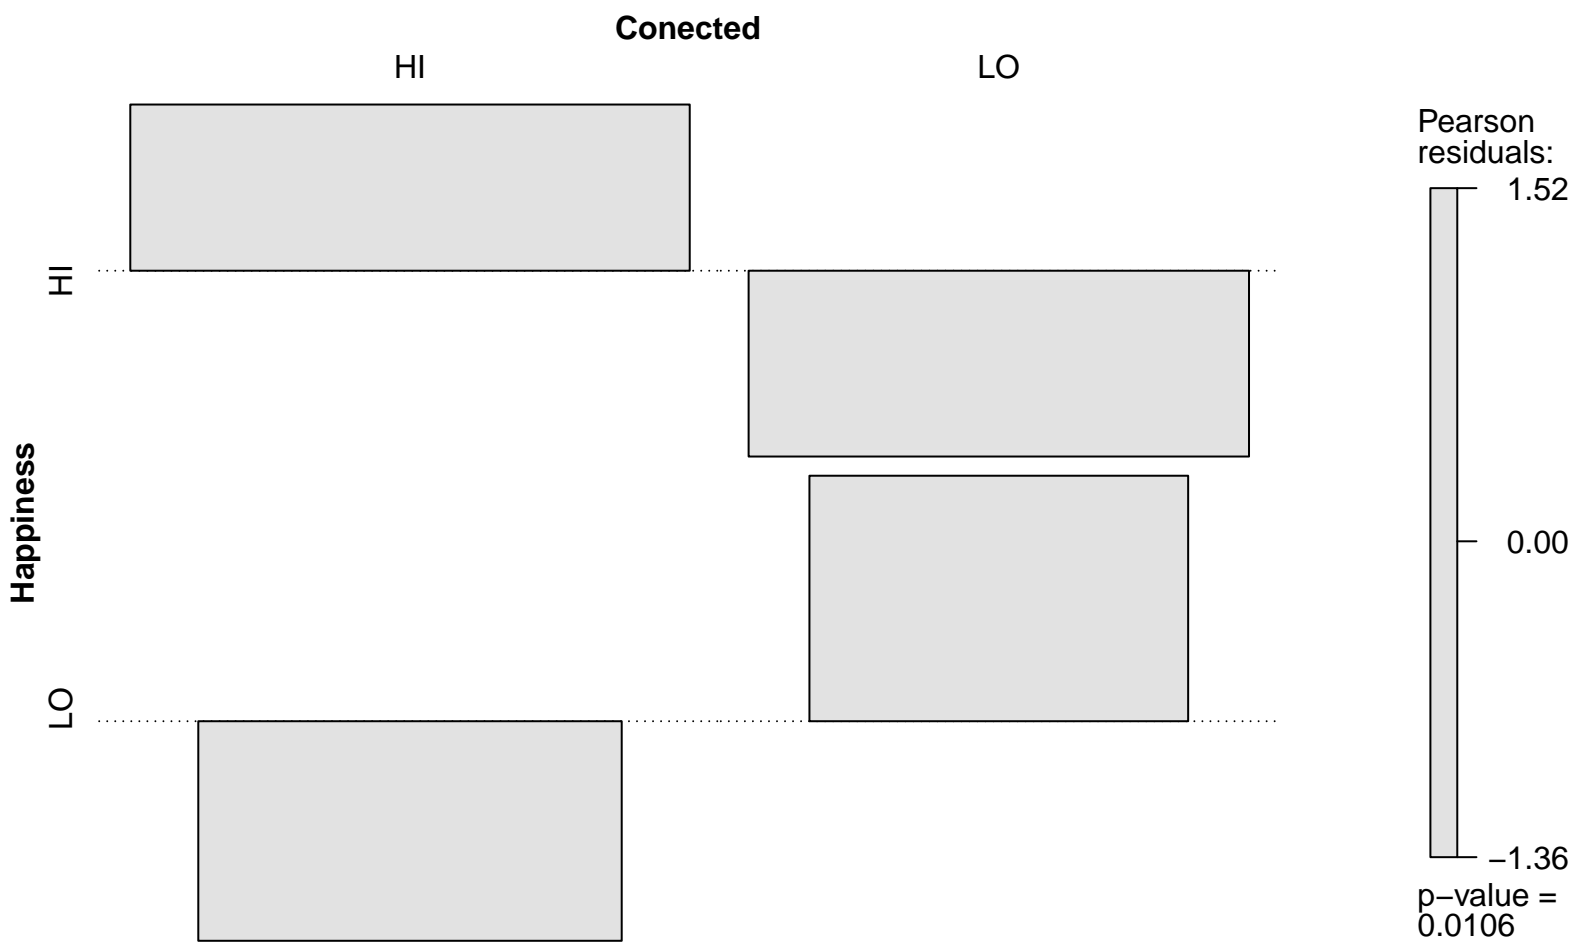 Conected
HI
LO
Pearson
residuals:
1.52
HI
Happiness
0.00
LO
−1.36
p−value =
0.0106